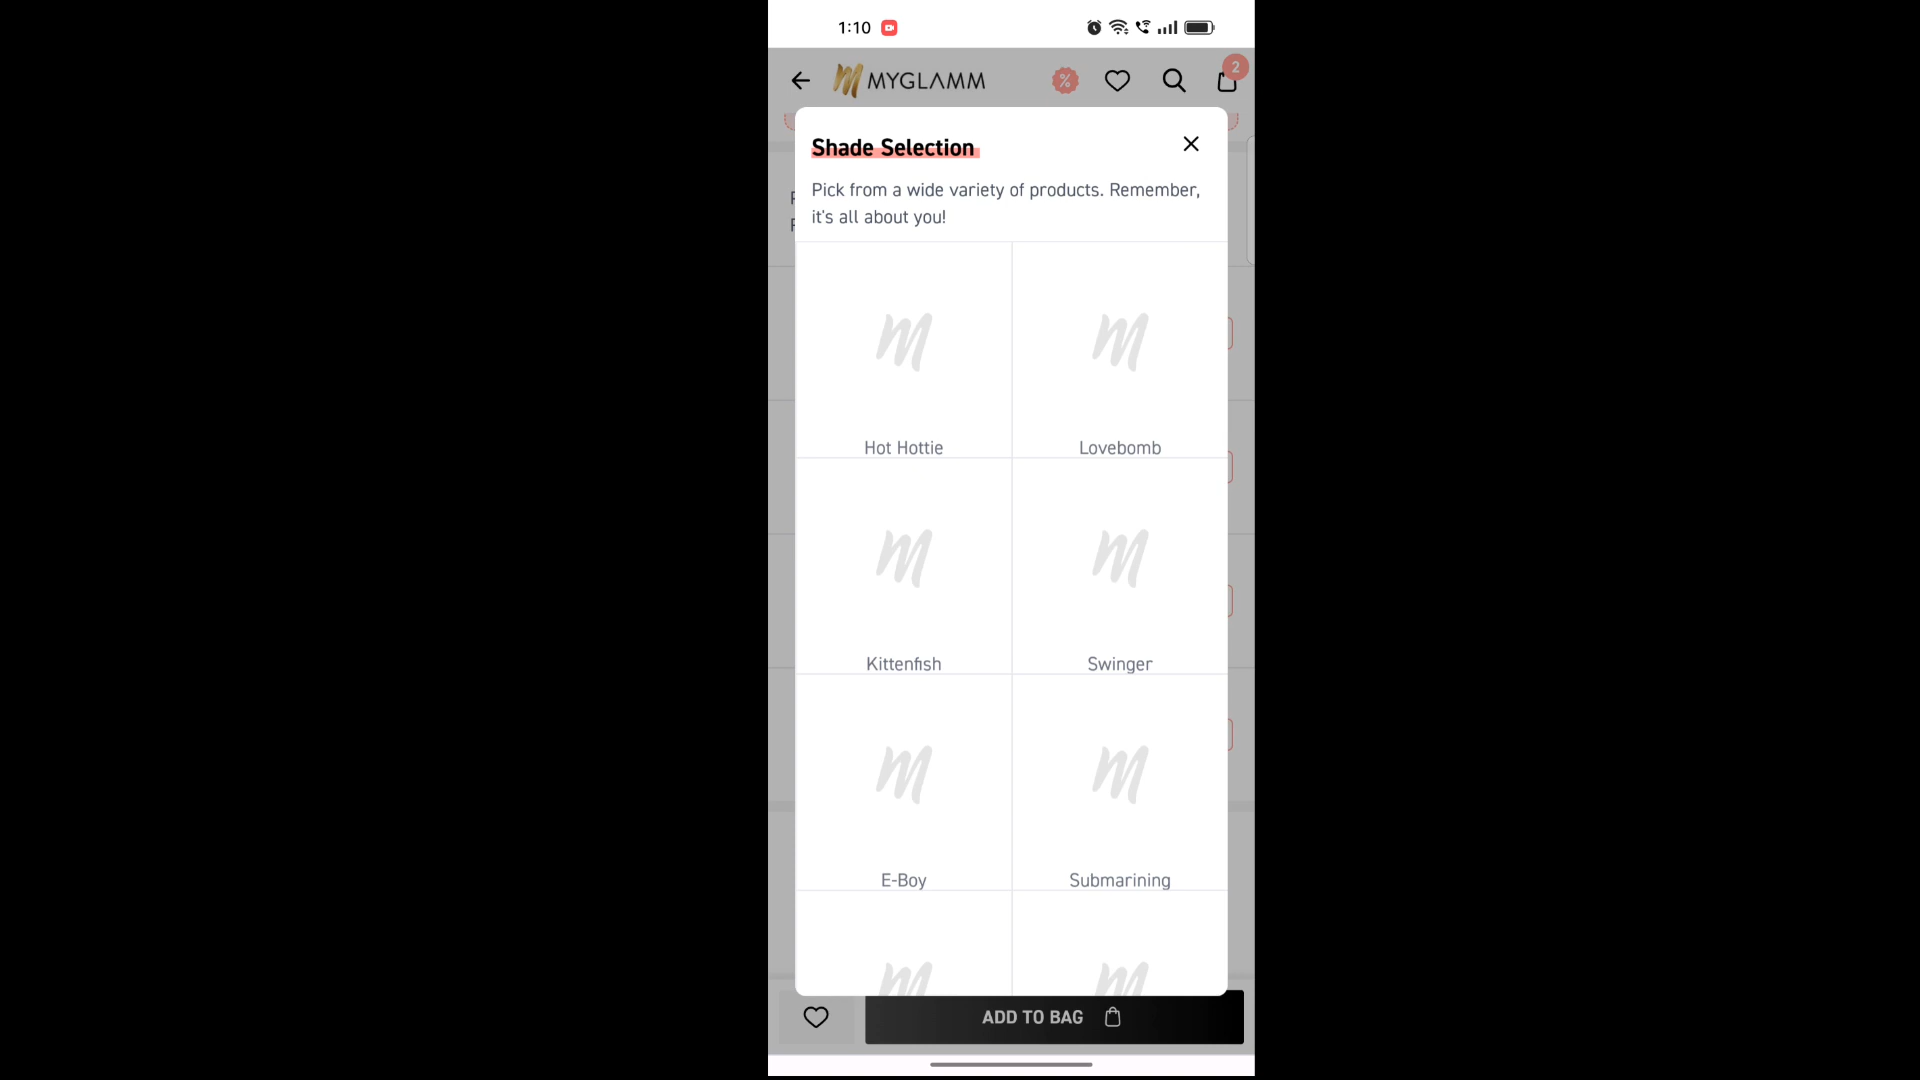 1:10
MYGLAMM
%
2
Shade Selection
Pick from a wide variety of products. Remember,
it's all about you!
Hot Hottie
Lovebomb
Kittenfish
Swinger
E-Boy
Submarining
ADD TO BAG